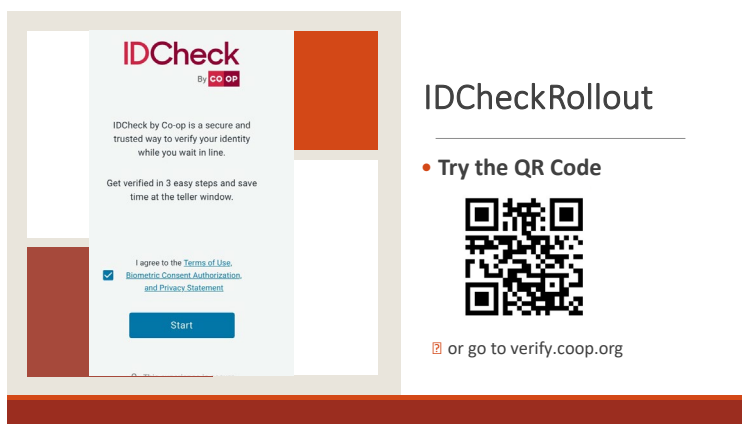 IDCheck
By CO OP
IDCheck by Co-op is a secure and
trusted way to verify your identity
while you wait in line.
Get verified in 3 easy steps and save
time at the teller window.
I agree to the Terms of Use,
Biometric Consent Authorization,
and Privacy Statement
Start
IDCheckRollout
• Try the QR Code
or go to verify.coop.org